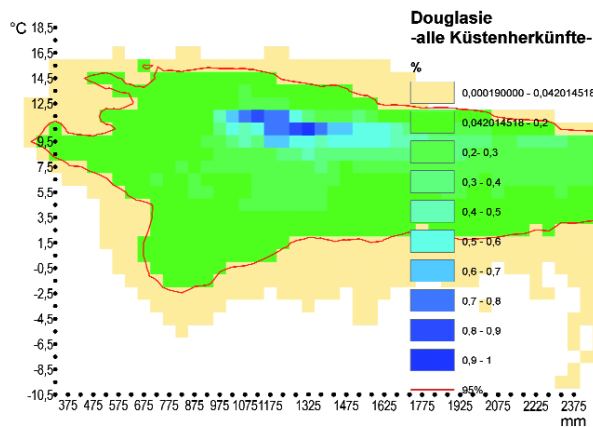 °C
18,5
16,5
14,5
12,5
9,5
7,5
5,5
3,5
1,5
-0,5
-2,5
-4,5
-6,5
-8,5
-10,5
375 475 575 675 775 875 975 1075 1175 1325 1475 1625 1775 1925 2075 2225 2375
mm
Douglasie
-alle Küstenherkünfte-
%
0,000190000 - 0,042014518
0,042014518 - 0,2
0,2- 0,3
0,3 - 0,4
0,4 - 0,5
0,5 - 0,6
0,6 - 0,7
0,7 - 0,8
0,8 - 0,9
0,9 - 1
95%